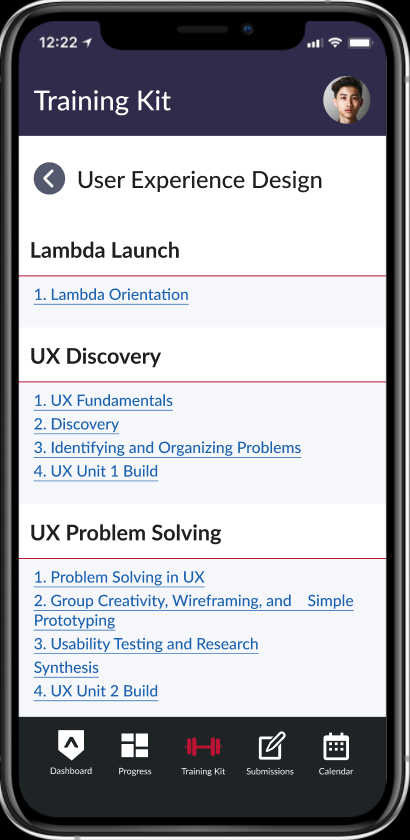 12:22
Training Kit
User Experience Design
Lambda Launch
1. Lambda Orientation
UX Discovery
1. UX Fundamentals
2. Discovery
3. Identifying and Organizing Problems
4. UX Unit 1 Build
UX Problem Solving
1. Problem Solving in UX
2. Group Creativity, Wireframing, and Simple
Prototyping
3. Usability Testing and Research
Synthesis
4. UX Unit 2 Build
Dashboard Progress Training Kit Submissions Calendar